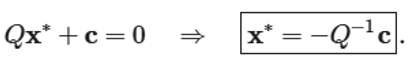 Qx* + c = 0 ⇒ x* = −Q⁻¹c.